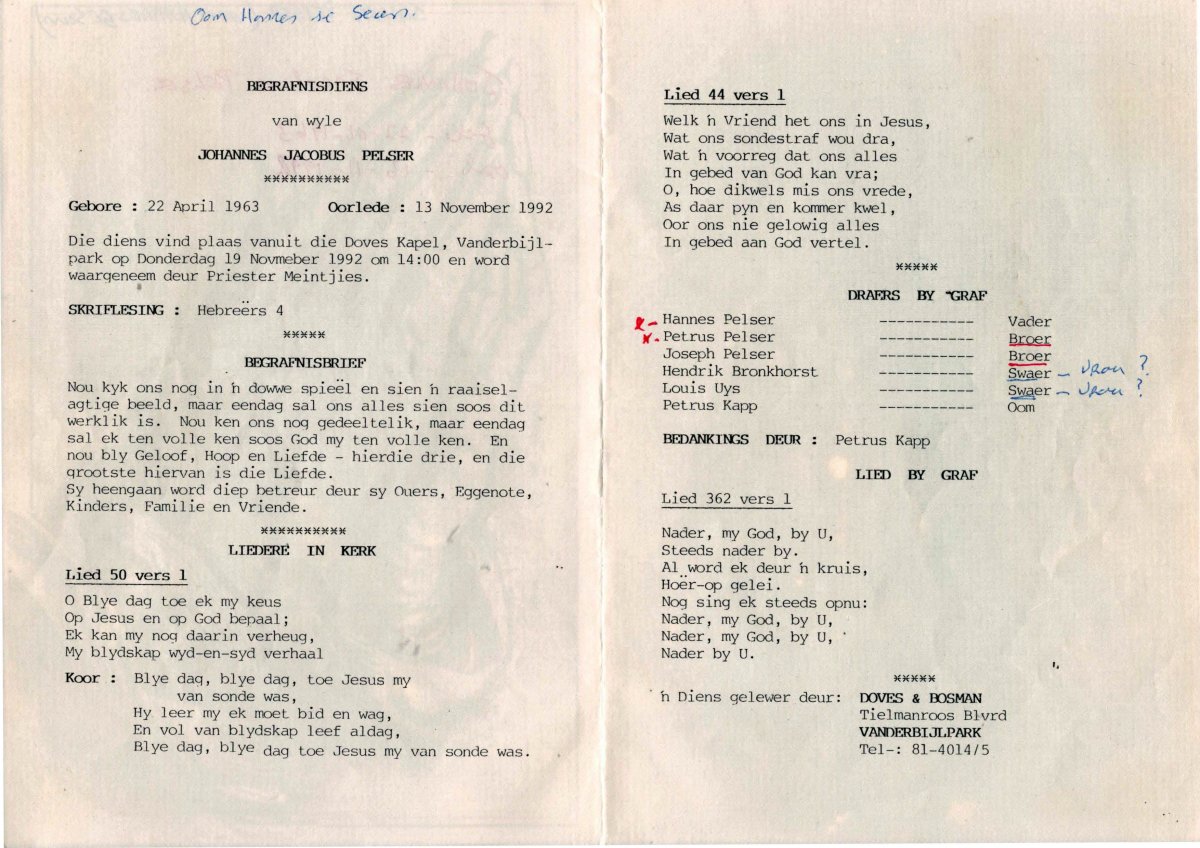 Oom Hannes se Seun.
BEGRAFNISDIENS
van wyle
JOHANNES JACOBUS PELSER
**********
Gebore : 22 April 1963 Oorlede : 13 November 1992
Die diens vind plaas vanuit die Doves Kapel, Vanderbijl-
park op Donderdag 19 Novmeber 1992 om 14:00 en word
waargeneem deur Priester Meintjies.
SKRIFLESING : Hebreërs 4
*****
BEGRAFNISBRIEF
Nou kyk ons nog in 'n dowwe spieël en sien 'n raaisel-
agtige beeld, maar eendag sal ons alles sien soos dit
werklik is. Nou ken ons nog gedeeltelik, maar eendag
sal ek ten volle ken soos God my ten volle ken. En
nou bly Geloof, Hoop en Liefde - hierdie drie, en die
grootste hiervan is die Liefde.
Sy heengaan word diep betreur deur sy Ouers, Eggenote,
Kinders, Familie en Vriende.
**********
LIEDERE IN KERK
Lied 50 vers 1
O Blye dag toe ek my keus
Op Jesus en op God bepaal;
Ek kan my nog daarin verheug,
My blydskap wyd-en-syd verhaal
Koor : Blye dag, blye dag, toe Jesus my
van sonde was,
Hy leer my ek moet bid en wag,
En vol van blydskap leef aldag,
Blye dag, blye dag toe Jesus my van sonde was.
Lied 44 vers 1
Welk 'n Vriend het ons in Jesus,
Wat ons sondestraf wou dra,
Wat 'n voorreg dat ons alles
In gebed van God kan vra;
O, hoe dikwels mis ons vrede,
As daar pyn en kommer kwel,
Oor ons nie gelowig alles
In gebed aan God vertel.
*****
DRAERS BY GRAF
x- Hannes Pelser ----------- Vader
x- Petrus Pelser ----------- Broer
Joseph Pelser ----------- Broer
Hendrik Bronkhorst ----------- Swaer - vrou ?
Louis Uys ----------- Swaer - vrou ?
Petrus Kapp ----------- Oom
BEDANKINGS DEUR : Petrus Kapp
LIED BY GRAF
Lied 362 vers 1
Nader, my God, by U,
Steeds nader by.
Al word ek deur 'n kruis,
Hoër-op gelei.
Nog sing ek steeds opnu:
Nader, my God, by U,
Nader, my God, by U,
Nader by U.
*****
'n Diens gelewer deur: DOVES & BOSMAN
Tielmanroos Blvrd
VANDERBIJLPARK
Tel-: 81-4014/5